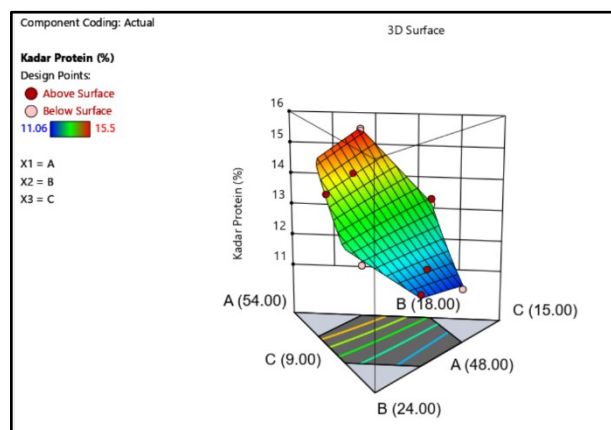 Component Coding: Actual
3D Surface
Kadar Protein (%)
Design Points:
Above Surface
Below Surface
11.06 15.5
X1 = A
X2 = B
X3 = C
16
15
14
13
12
11
Kadar Protein (%)
A (54.00)
B (18.00)
C (15.00)
C (9.00)
A (48.00)
B (24.00)